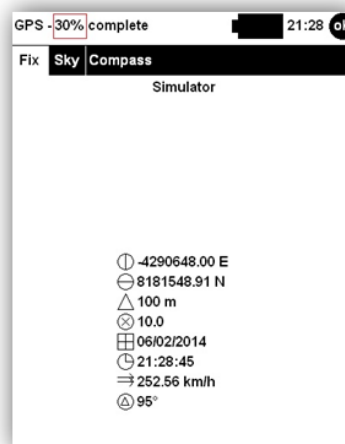 GPS - 30% complete 21:28 ok
Fix Sky Compass
Simulator
-4290648.00 E
8181548.91 N
100 m
10.0
06/02/2014
21:28:45
252.56 km/h
95°